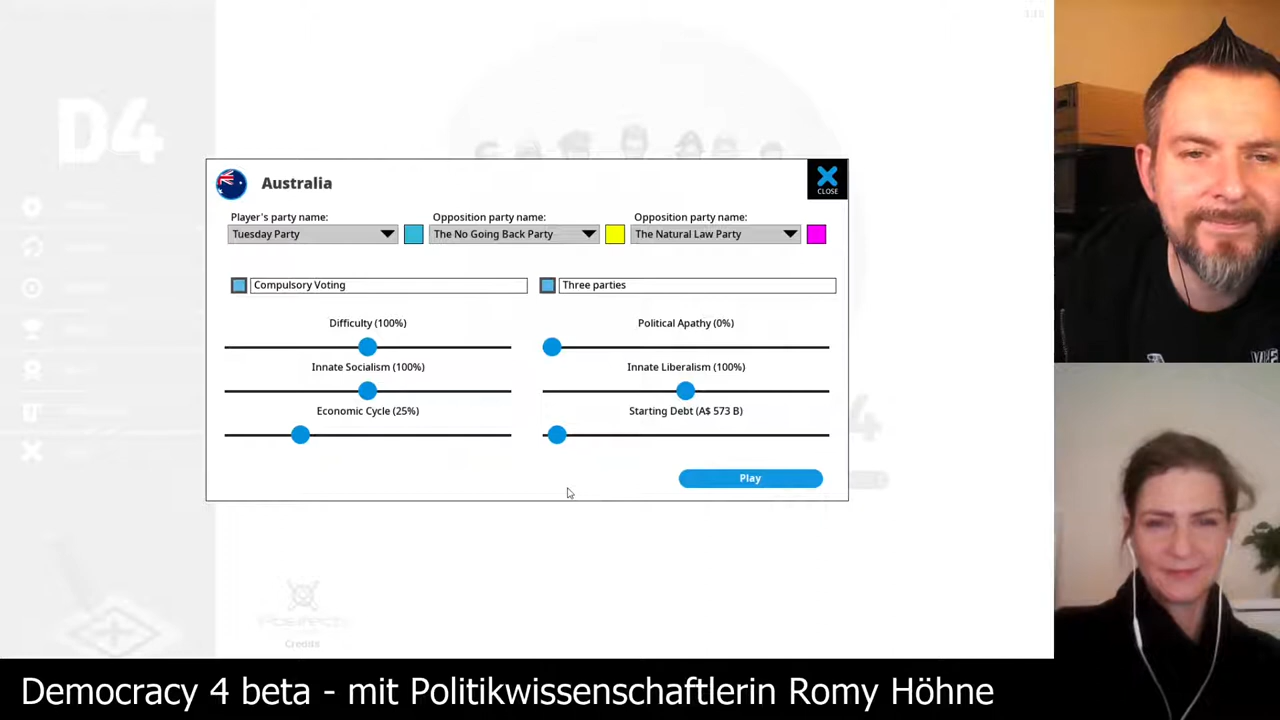 D4
Australia
CLOSE
Player's party name:
Opposition party name:
Opposition party name:
Tuesday Party
The No Going Back Party
The Natural Law Party
Compulsory Voting
Three parties
Difficulty (100%)
Political Apathy (0%)
Innate Socialism (100%)
Innate Liberalism (100%)
Economic Cycle (25%)
Starting Debt (A$ 573 B)
Play
Credits
Democracy 4 beta - mit Politikwissenschaftlerin Romy Höhne